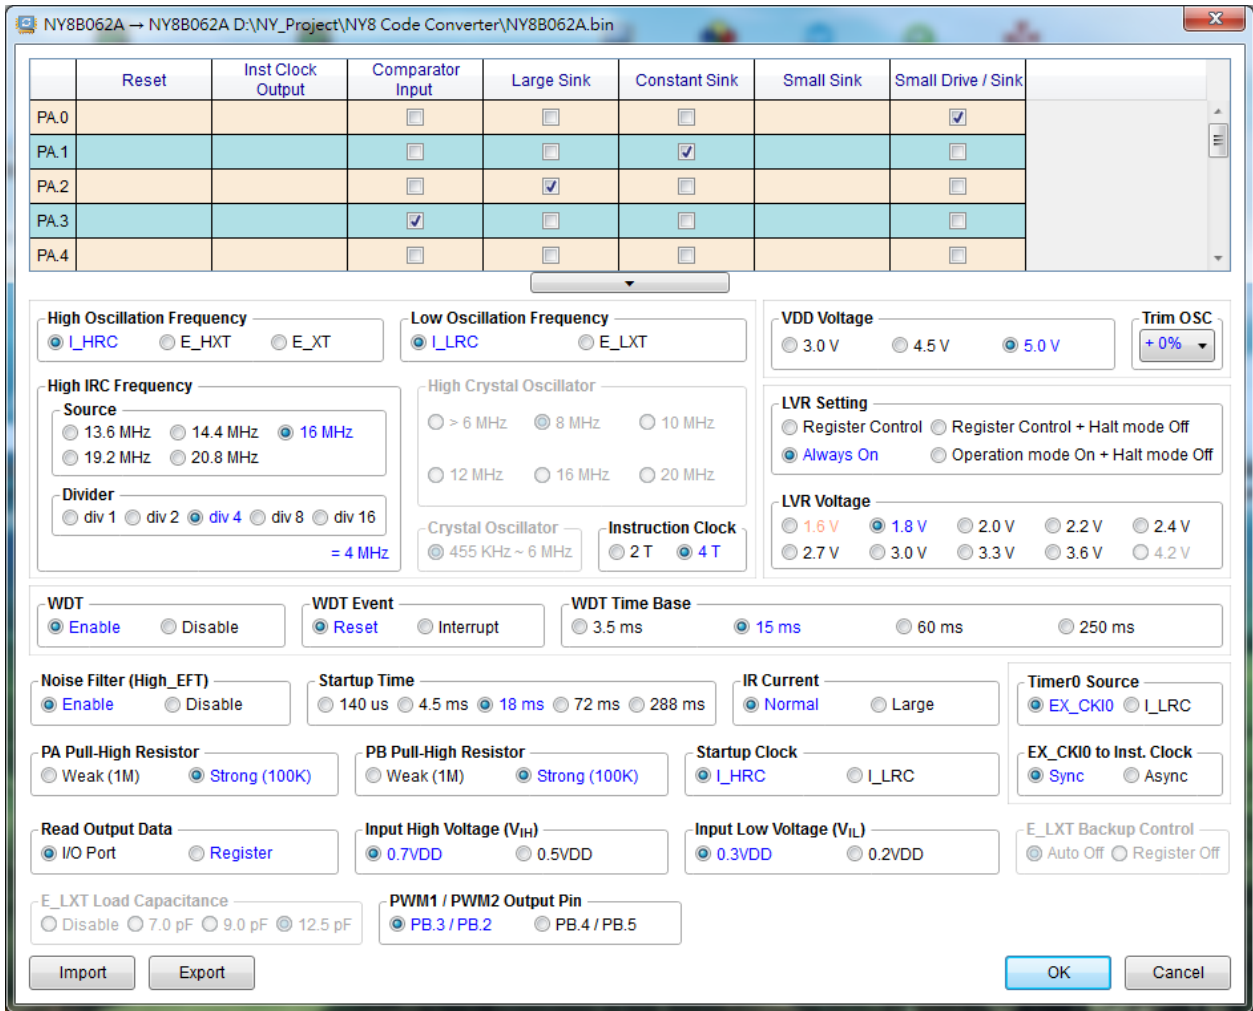 NY8B062A → NY8B062A D:\NY_Project\NY8 Code Converter\NY8B062A.bin
Reset Inst Clock Output Comparator Input Large Sink Constant Sink Small Sink Small Drive / Sink
PA.0
PA.1
PA.2
PA.3
PA.4
High Oscillation Frequency Low Oscillation Frequency VDD Voltage Trim OSC
I_HRC E_HXT E_XT I_LRC E_LXT 3.0 V 4.5 V 5.0 V + 0%
High IRC Frequency High Crystal Oscillator LVR Setting
Source
> 6 MHz 8 MHz 10 MHz Register Control Register Control + Halt mode Off
13.6 MHz 14.4 MHz 16 MHz
19.2 MHz 20.8 MHz Always On Operation mode On + Halt mode Off
12 MHz 16 MHz 20 MHz
Divider LVR Voltage
div 1 div 2 div 4 div 8 div 16 Crystal Oscillator Instruction Clock 1.6 V 1.8 V 2.0 V 2.2 V 2.4 V
= 4 MHz 455 KHz ~ 6 MHz 2 T 4 T 2.7 V 3.0 V 3.3 V 3.6 V 4.2 V
WDT WDT Event WDT Time Base
Enable Disable Reset Interrupt 3.5 ms 15 ms 60 ms 250 ms
Noise Filter (High_EFT) Startup Time IR Current Timer0 Source
Enable Disable 140 us 4.5 ms 18 ms 72 ms 288 ms Normal Large EX_CKI0 I_LRC
PA Pull-High Resistor PB Pull-High Resistor Startup Clock EX_CKI0 to Inst. Clock
Weak (1M) Strong (100K) Weak (1M) Strong (100K) I_HRC I_LRC Sync Async
Read Output Data Input High Voltage (VIH) Input Low Voltage (VIL) E_LXT Backup Control
I/O Port Register 0.7VDD 0.5VDD 0.3VDD 0.2VDD Auto Off Register Off
E_LXT Load Capacitance PWM1 / PWM2 Output Pin
Disable 7.0 pF 9.0 pF 12.5 pF PB.3 / PB.2 PB.4 / PB.5
Import Export OK Cancel